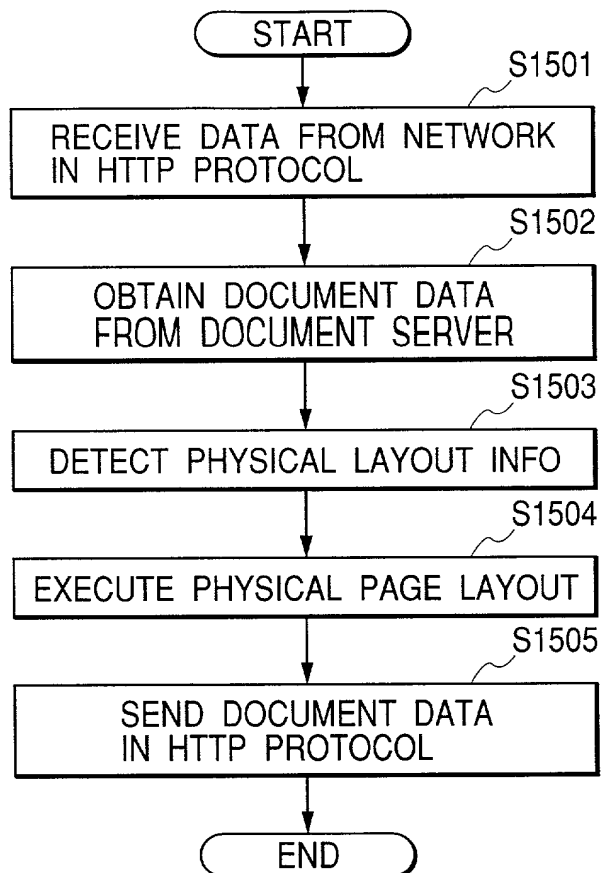 START
S1501
RECEIVE DATA FROM NETWORK
IN HTTP PROTOCOL
S1502
OBTAIN DOCUMENT DATA
FROM DOCUMENT SERVER
S1503
DETECT PHYSICAL LAYOUT INFO
S1504
EXECUTE PHYSICAL PAGE LAYOUT
S1505
SEND DOCUMENT DATA
IN HTTP PROTOCOL
END